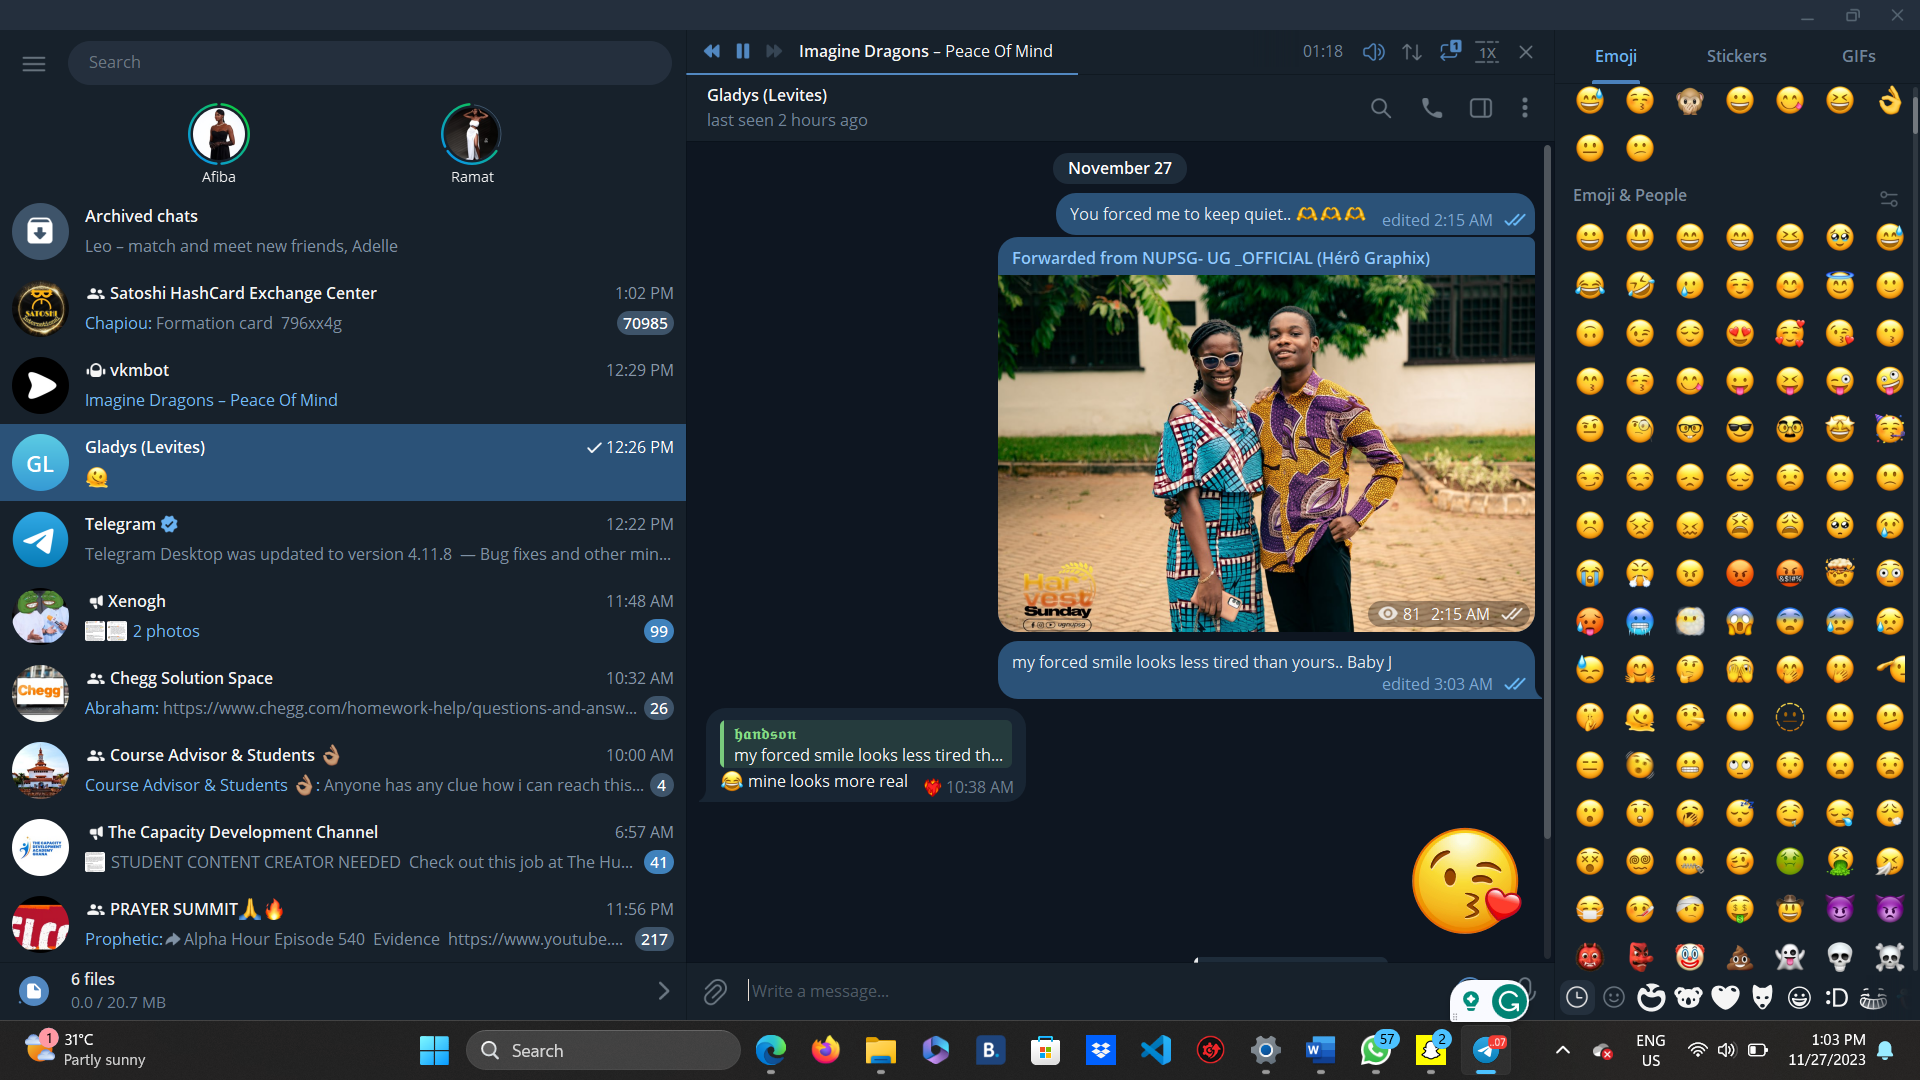 Search
Afiba
Ramat
Archived chats
Leo – match and meet new friends, Adelle
Satoshi HashCard Exchange Center
1:02 PM
Chapiou: Formation card 796xx4g
70985
vkmbot
12:29 PM
Imagine Dragons – Peace Of Mind
Gladys (Levites)
12:26 PM
GL
Telegram
12:22 PM
Telegram Desktop was updated to version 4.11.8 — Bug fixes and other min...
Xenogh
11:48 AM
2 photos
99
Chegg Solution Space
10:32 AM
Abraham: https://www.chegg.com/homework-help/questions-and-answ...
26
Chegg
Course Advisor & Students 👌🏽
10:00 AM
Course Advisor & Students 👌🏽: Anyone has any clue how i can reach this...
4
The Capacity Development Channel
6:57 AM
STUDENT CONTENT CREATOR NEEDED Check out this job at The Hu...
41
PRAYER SUMMIT🙏🔥
11:56 PM
Prophetic: Alpha Hour Episode 540 Evidence https://www.youtube....
217
6 files
0.0 / 20.7 MB
Imagine Dragons – Peace Of Mind
01:18
1
1X
Gladys (Levites)
last seen 2 hours ago
November 27
You forced me to keep quiet.. 🫶🫶🫶
edited 2:15 AM
Forwarded from NUPSG- UG _OFFICIAL (Hérô Graphix)
Harvest
Sunday
ugnupsg
81 2:15 AM
my forced smile looks less tired than yours.. Baby J
edited 3:03 AM
handson
my forced smile looks less tired th...
😂 mine looks more real
10:38 AM
Write a message...
Emoji
Stickers
GIFs
Emoji & People
:D
1
31°C
Partly sunny
Search
B.
57
2
.07
ENG
US
1:03 PM
11/27/2023